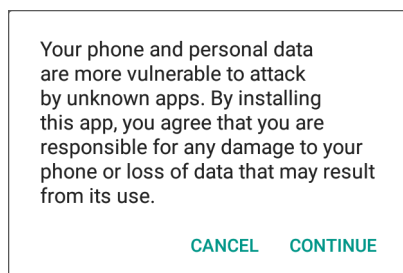 Your phone and personal data
are more vulnerable to attack
by unknown apps. By installing
this app, you agree that you are
responsible for any damage to your
phone or loss of data that may result
from its use.
CANCEL CONTINUE